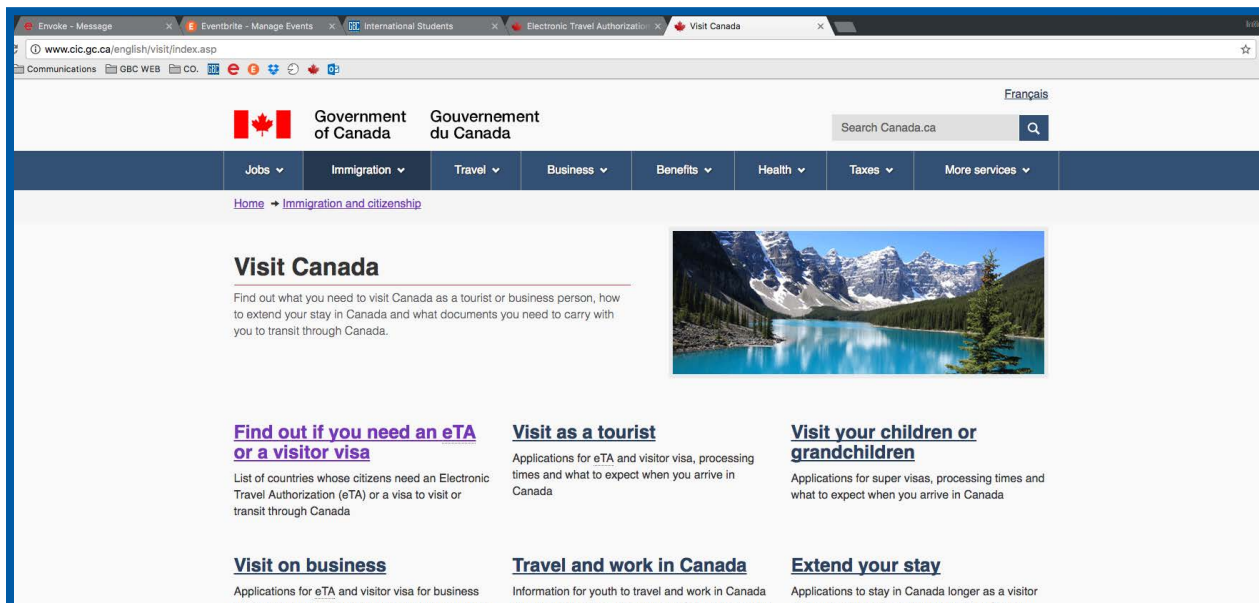 Envoke - Message
Eventbrite - Manage Events
International Students
Electronic Travel Authorization
Visit Canada
www.cic.gc.ca/english/visit/index.asp
Communications GBC WEB CO.
Français
Government of Canada
Gouvernement du Canada
Search Canada.ca
Jobs Immigration Travel Business Benefits Health Taxes More services
Home → Immigration and citizenship
Visit Canada
Find out what you need to visit Canada as a tourist or business person, how
to extend your stay in Canada and what documents you need to carry with
you to transit through Canada.
Find out if you need an eTA
or a visitor visa
List of countries whose citizens need an Electronic
Travel Authorization (eTA) or a visa to visit or
transit through Canada
Visit as a tourist
Applications for eTA and visitor visa, processing
times and what to expect when you arrive in
Canada
Visit your children or
grandchildren
Applications for super visas, processing times and
what to expect when you arrive in Canada
Visit on business
Applications for eTA and visitor visa for business
Travel and work in Canada
Information for youth to travel and work in Canada
Extend your stay
Applications to stay in Canada longer as a visitor